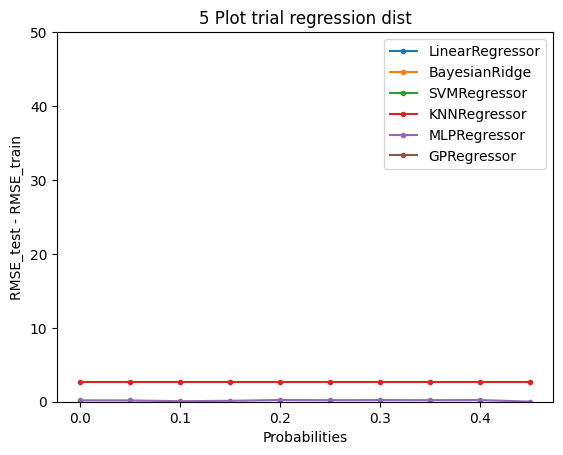 5 Plot trial regression dist
RMSE_test - RMSE_train
50
40
30
20
10
0
LinearRegressor
BayesianRidge
SVMRegressor
KNNRegressor
MLPRegressor
GPRegressor
0.0 0.1 0.2 0.3 0.4
Probabilities